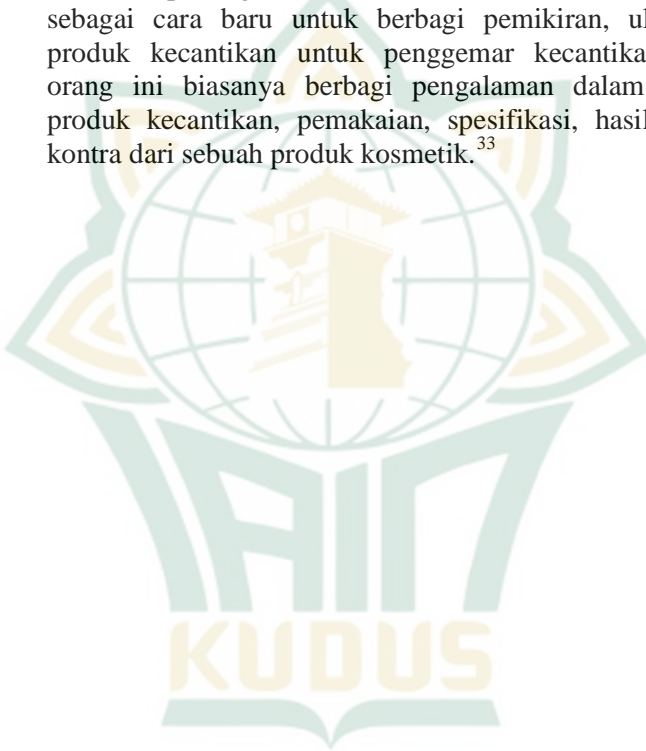 sebagai cara baru untuk berbagi pemikiran,
produk kecantikan untuk penggemar
orang ini biasanya berbagi pengalaman dalam
produk kecantikan, pemakaian, spesifikasi,
kontra dari sebuah produk kosmetik.³³
IAIN
KUDUS